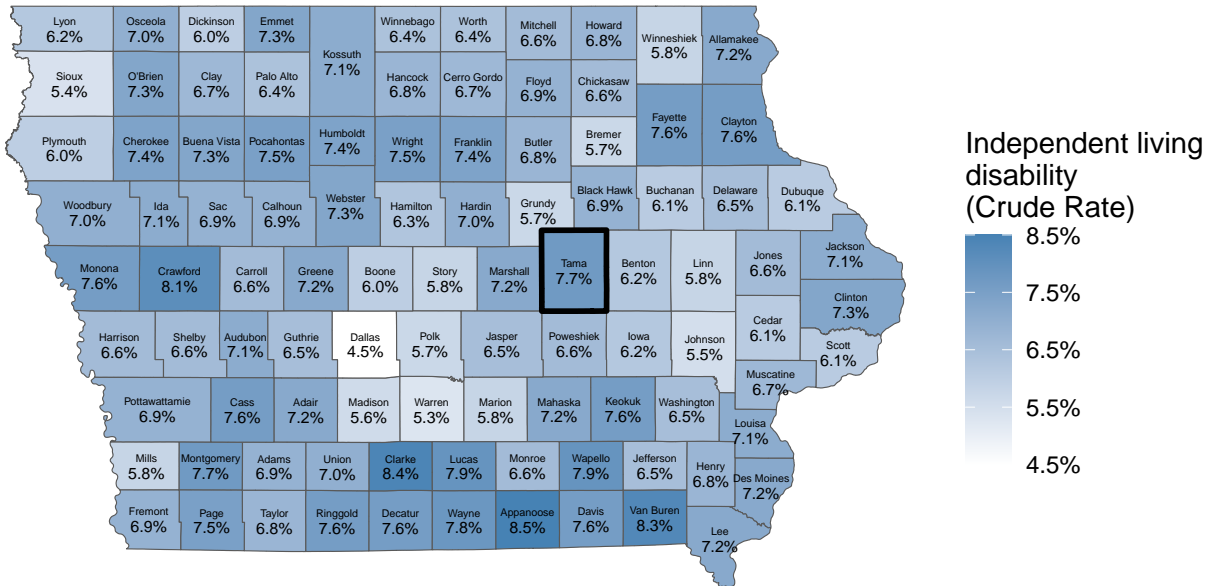 Lyon Osceola Dickinson Emmet Winnebago Worth Mitchell Howard Winneshiek Allamakee
6.2% 7.0% 6.0% 7.3% 6.4% 6.4% 6.6% 6.8% 5.8% 7.2%
Kossuth
7.1%
Sioux O'Brien Clay Palo Alto Hancock Cerro Gordo Floyd Chickasaw
5.4% 7.3% 6.7% 6.4% 6.8% 6.7% 6.9% 6.6%
Fayette Clayton
7.6% 7.6%
Plymouth Cherokee Buena Vista Pocahontas Humboldt Wright Franklin Butler Bremer
6.0% 7.4% 7.3% 7.5% 7.4% 7.5% 7.4% 6.8% 5.7%
Woodbury Ida Sac Calhoun Webster Hamilton Hardin Grundy Black Hawk Buchanan Delaware Dubuque
7.0% 7.1% 6.9% 6.9% 7.3% 6.3% 7.0% 5.7% 6.9% 6.1% 6.5% 6.1%
Monona Crawford Carroll Greene Boone Story Marshall Tama Benton Linn Jones Jackson
7.6% 8.1% 6.6% 7.2% 6.0% 5.8% 7.2% 7.7% 6.2% 5.8% 6.6% 7.1%
Clinton
7.3%
Harrison Shelby Audubon Guthrie Dallas Polk Jasper Poweshiek Iowa Johnson Cedar Scott
6.6% 6.6% 7.1% 6.5% 4.5% 5.7% 6.5% 6.6% 6.2% 5.5% 6.1% 6.1%
Muscatine
6.7%
Pottawattamie Cass Adair Madison Warren Marion Mahaska Keokuk Washington
6.9% 7.6% 7.2% 5.6% 5.3% 5.8% 7.2% 7.6% 6.5%
Louisa
7.1%
Mills Montgomery Adams Union Clarke Lucas Monroe Wapello Jefferson Henry Des Moines
5.8% 7.7% 6.9% 7.0% 8.4% 7.9% 6.6% 7.9% 6.5% 6.8% 7.2%
Fremont Page Taylor Ringgold Decatur Wayne Appanoose Davis Van Buren
6.9% 7.5% 6.8% 7.6% 7.6% 7.8% 8.5% 7.6% 8.3%
Lee
7.2%
Independent living
disability
(Crude Rate)
8.5%
7.5%
6.5%
5.5%
4.5%